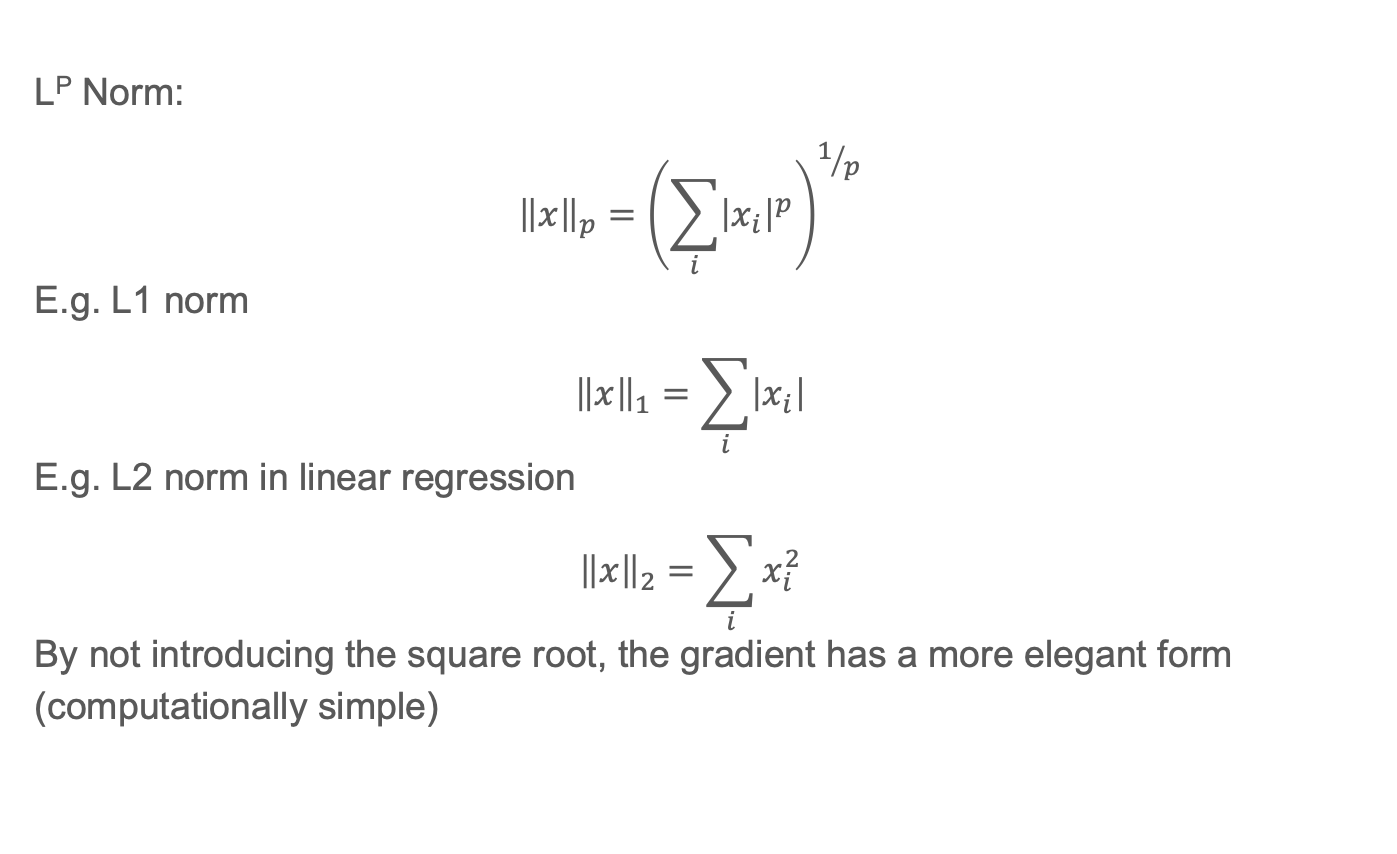 L^P Norm:
‖x‖_p = (∑_i |x_i|^p)^{1/p}
E.g. L1 norm
‖x‖_1 = ∑_i |x_i|
E.g. L2 norm in linear regression
‖x‖_2 = ∑_i x_i^2
By not introducing the square root, the gradient has a more elegant form
(computationally simple)